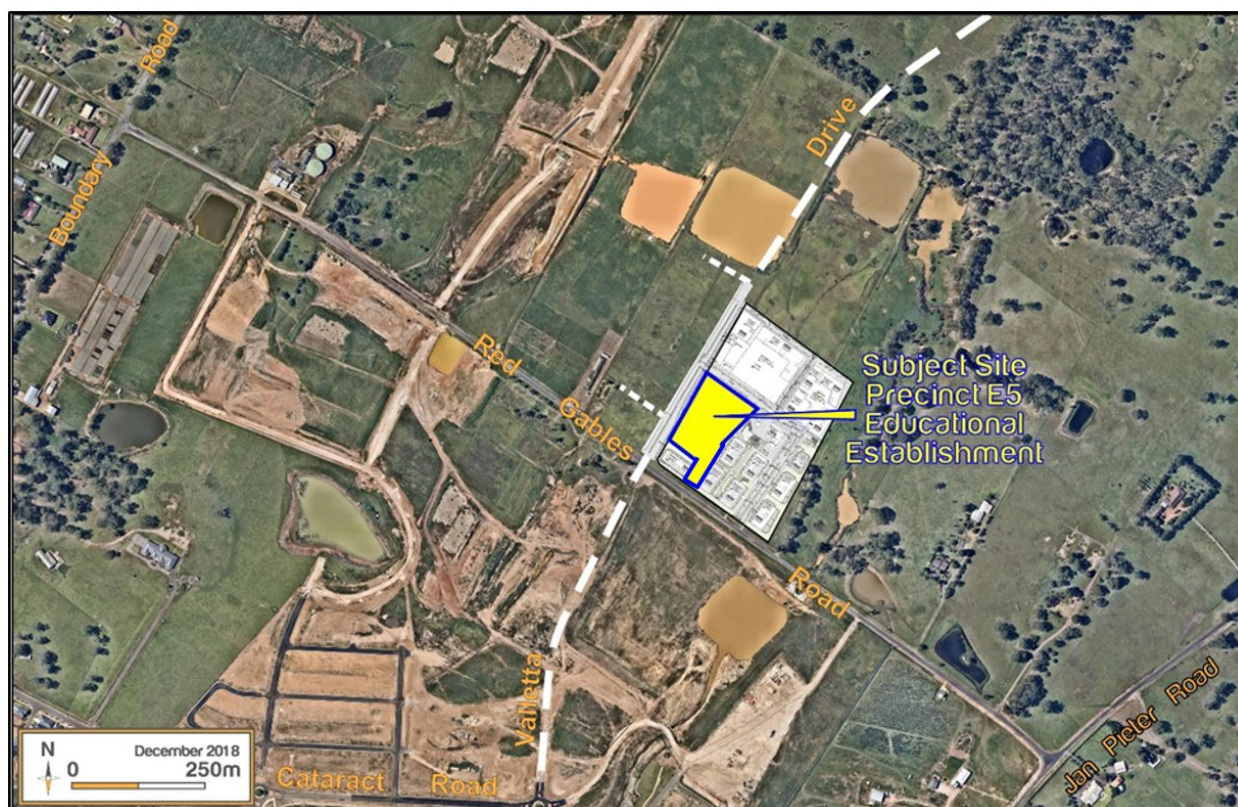 Boundary Road
Drive
Red Gables Road
Subject Site
Precinct E5
Educational
Establishment
Valletta
Jan Pieter Road
Cataract Road
N
December 2018
0 250m